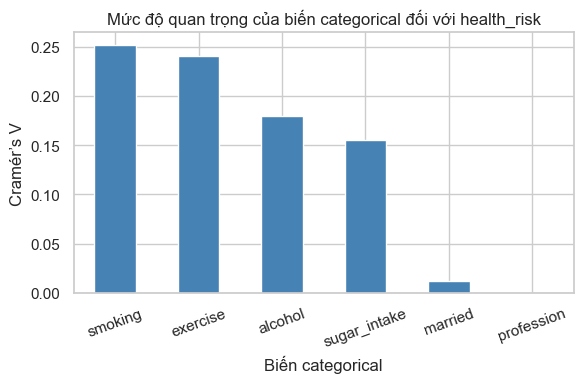 Mức độ quan trọng của biến categorical đối với health_risk
Cramér’s V
0.25
0.20
0.15
0.10
0.05
0.00
smoking
exercise
alcohol
sugar_intake
married
profession
Biến categorical